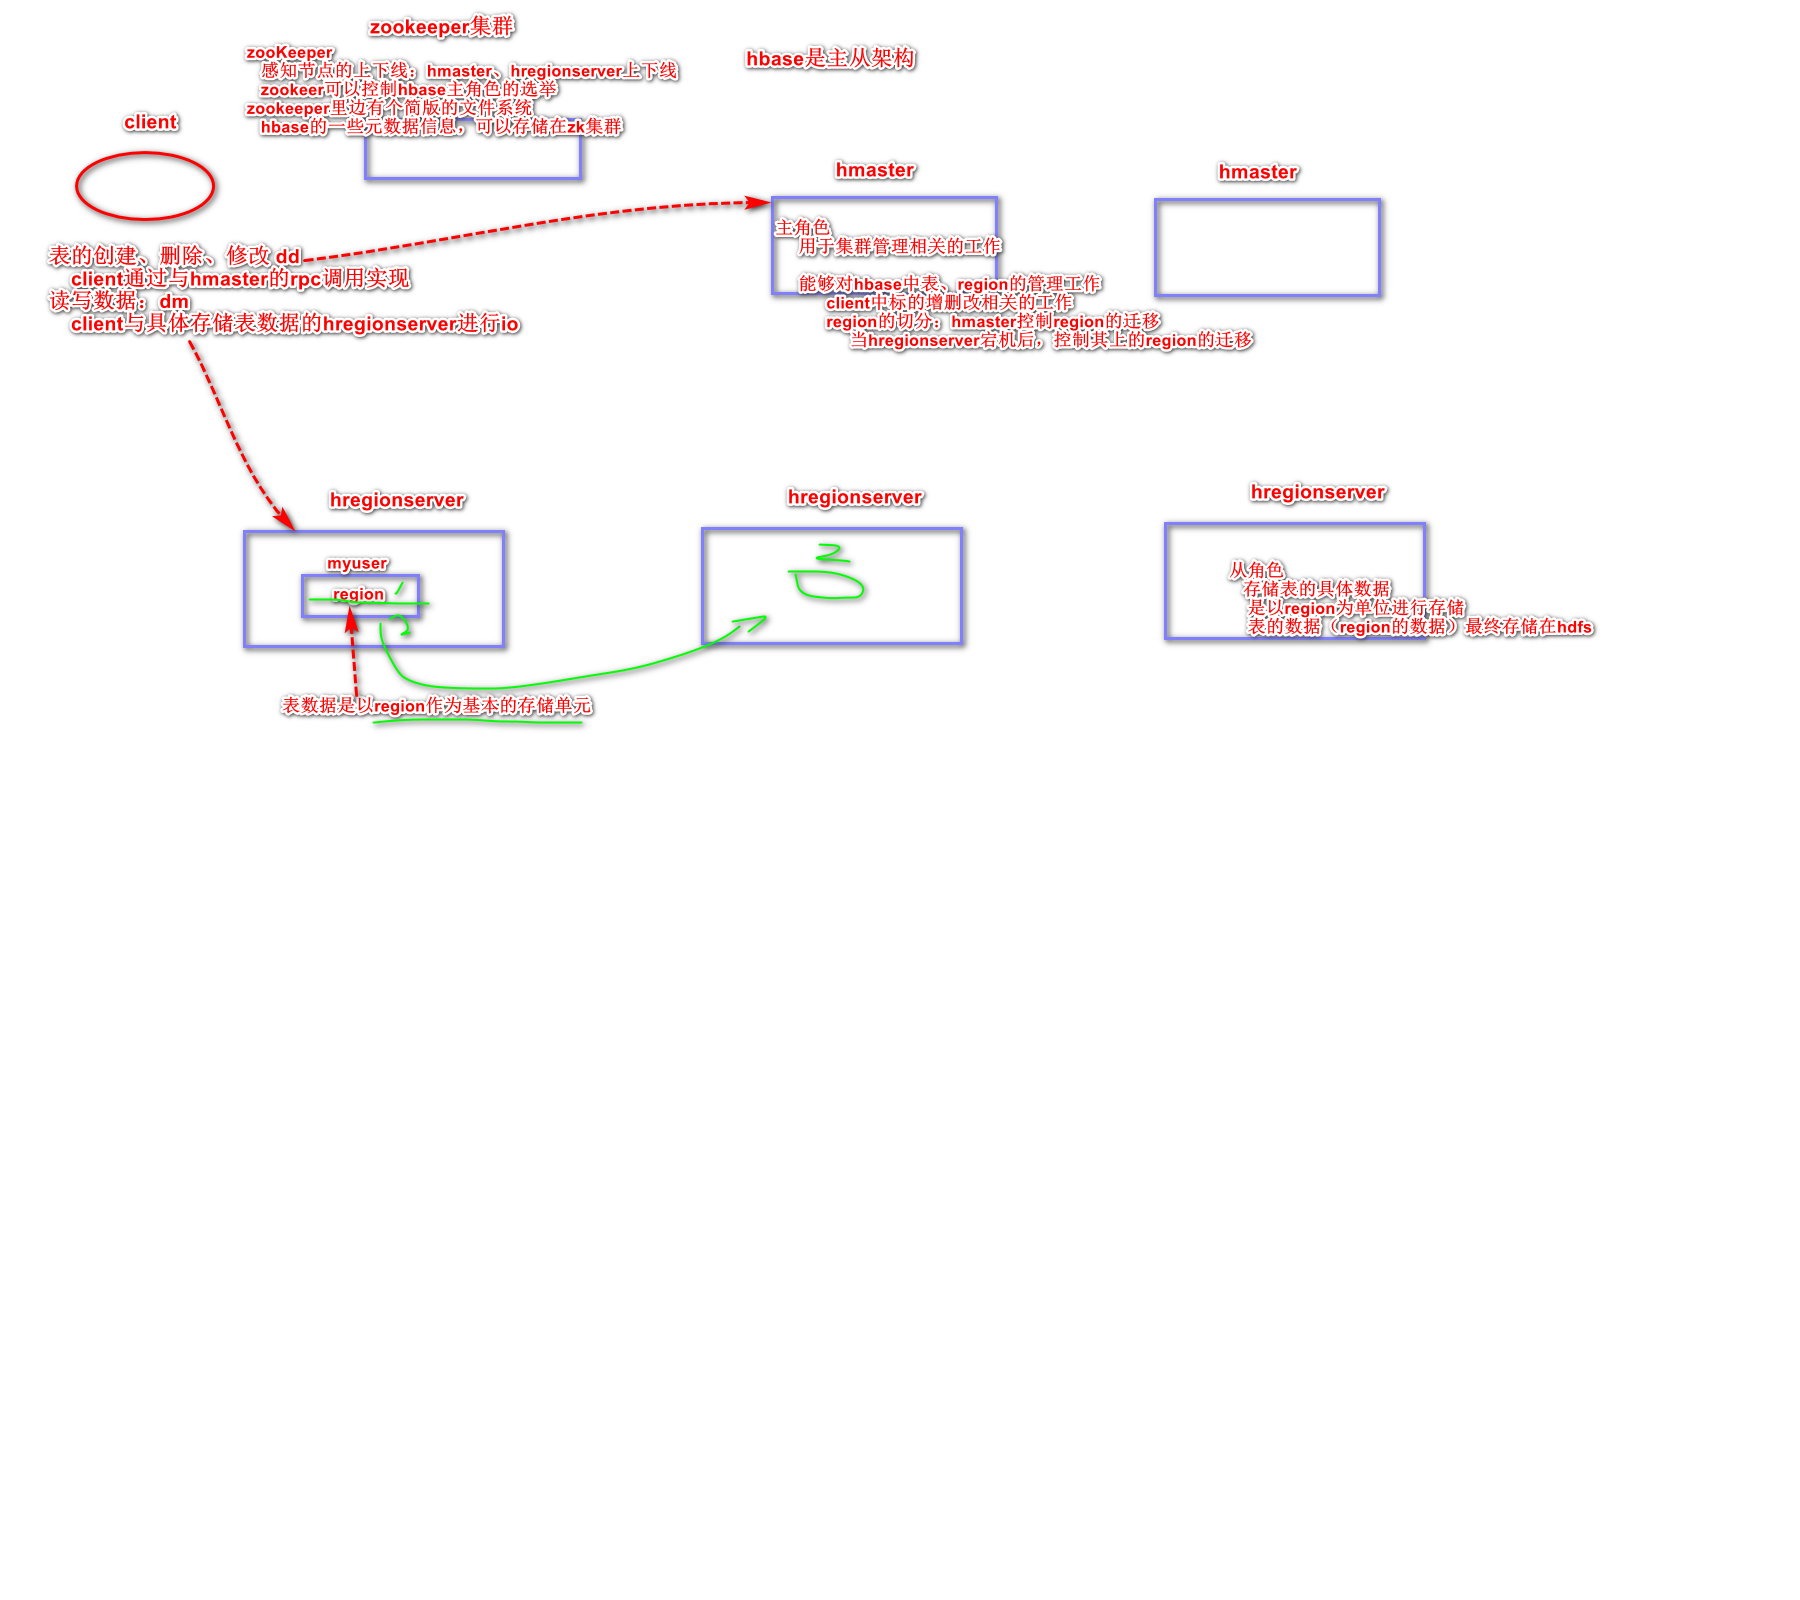 zookeeper集群
zooKeeper
感知节点的上下线：hmaster、hregionserver上下线
zookeer可以控制hbase主角色的选举
zookeeper里边有个简版的文件系统
hbase的一些元数据信息，可以存储在zk集群
hbase是主从架构
client
表的创建、删除、修改 dd
client通过与hmaster的rpc调用实现
读写数据：dm
client与具体存储表数据的hregionserver进行io
hmaster
主角色
用于集群管理相关的工作
能够对hbase中表、region的管理工作
client中标的增删改相关的工作
region的切分：hmaster控制region的迁移
当hregionserver宕机后，控制其上的region的迁移
hmaster
hregionserver
myuser
region
表数据是以region作为基本的存储单元
hregionserver
2
hregionserver
从角色
存储表的具体数据
是以region为单位进行存储
表的数据（region的数据）最终存储在hdfs